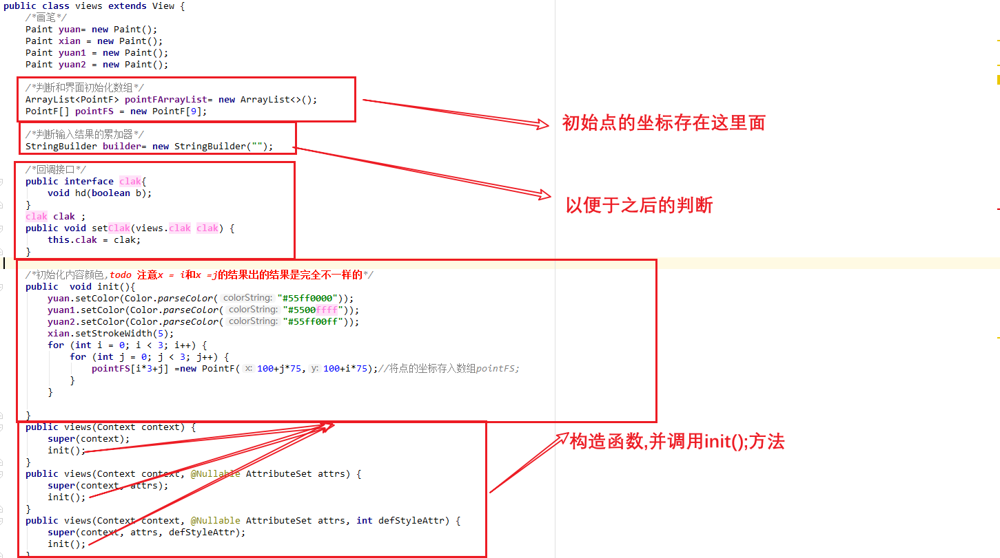 public class views extends View {
/*画笔*/
Paint yuan= new Paint();
Paint xian = new Paint();
Paint yuan1 = new Paint();
Paint yuan2 = new Paint();
/*判断和界面初始化数组*/
ArrayList<PointF> pointFArrayList= new ArrayList<>();
PointF[] pointFS = new PointF[9];
初始点的坐标存在这里面
/*判断输入结果的累加器*/
StringBuilder builder= new StringBuilder("");
/*回调接口*/
public interface clak{
void hd(boolean b);
}
以便于之后的判断
clak clak ;
public void setClak(views.clak clak) {
this.clak = clak;
}
/*初始化内容颜色,todo 注意x = i和x =j的结果出的结果是完全不一样的*/
public  void init(){
yuan.setColor(Color.parseColor( colorString: "#55ff0000"));
yuan1.setColor(Color.parseColor( colorString: "#5500ffff"));
yuan2.setColor(Color.parseColor( colorString: "#55ff00ff"));
xian.setStrokeWidth(5);
for (int i = 0; i < 3; i++) {
for (int j = 0; j < 3; j++) {
pointFS[i*3+j] =new PointF( x: 100+j*75, y: 100+i*75);//将点的坐标存入数组pointFS;
}
}
}
public views(Context context) {
super(context);
init();
}
构造函数,并调用init();方法
public views(Context context, @Nullable AttributeSet attrs) {
super(context, attrs);
init();
}
public views(Context context, @Nullable AttributeSet attrs, int defStyleAttr) {
super(context, attrs, defStyleAttr);
init();
}